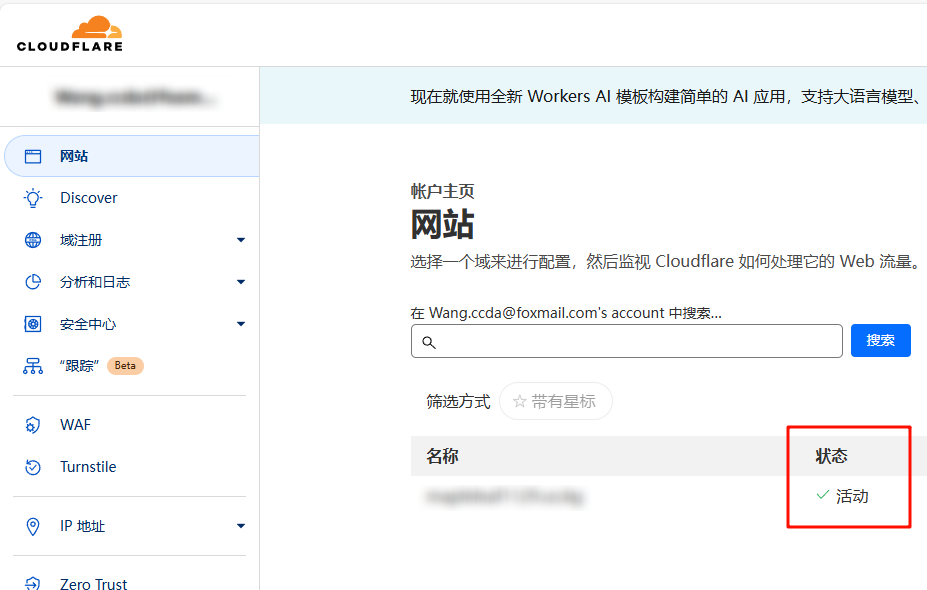 CLOUDFLARE
现在就使用全新 Workers AI 模板构建简单的 AI 应用，支持大语言模型、
网站
Discover
域注册
分析和日志
安全中心
“跟踪” Beta
WAF
Turnstile
IP 地址
Zero Trust
帐户主页
网站
选择一个域来进行配置，然后监视 Cloudflare 如何处理它的 Web 流量。
在 Wang.ccda@foxmail.com's account 中搜索...
搜索
筛选方式 ☆ 带有星标
名称 状态
活动